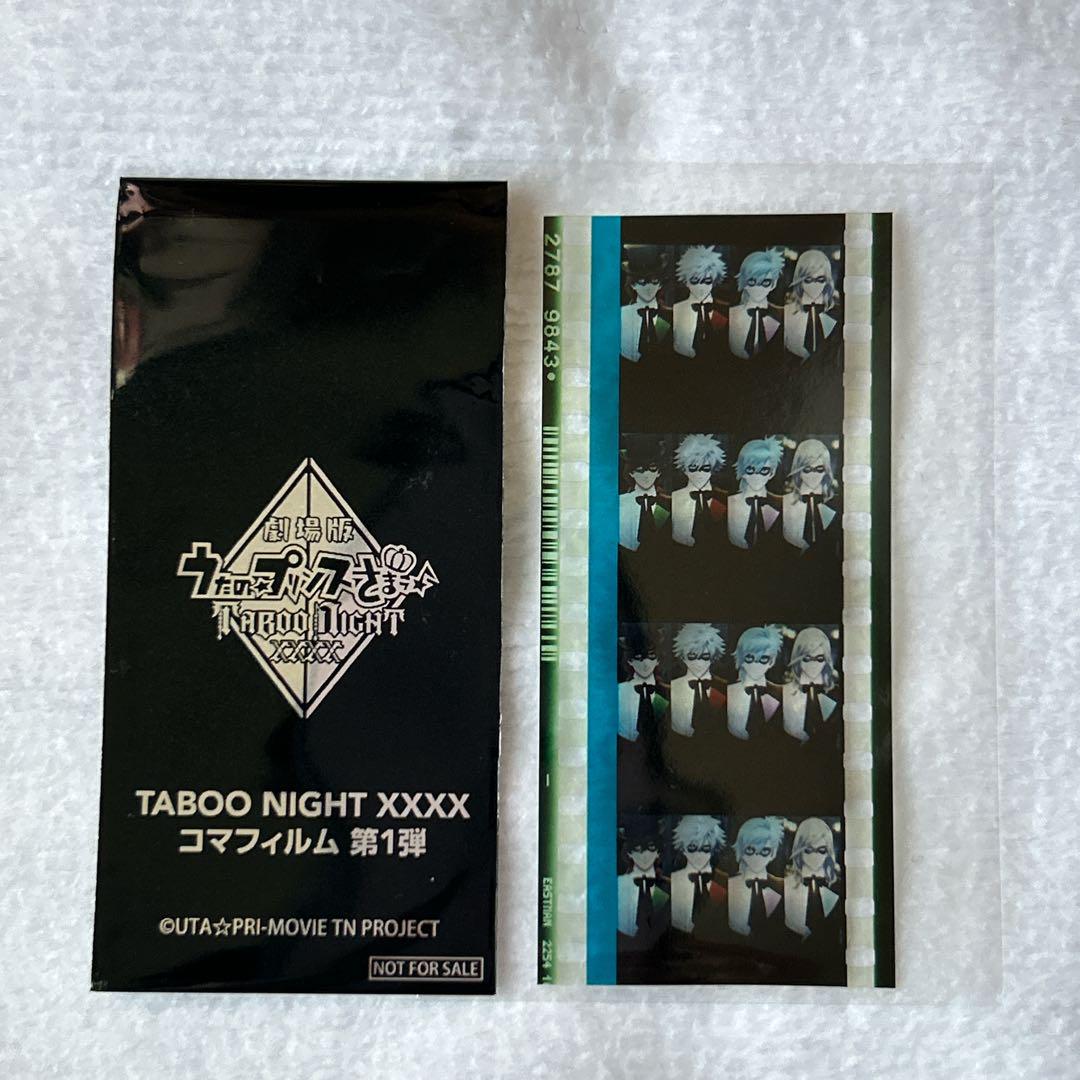 劇場版
うたの☆プリンスさまっ♪
TABOO NIGHT
XXXX
TABOO NIGHT XXXX
コマフィルム 第1弾
©UTA☆PRI-MOVIE TN PROJECT
NOT FOR SALE
2787 9843•
EASTMAN 2254 1